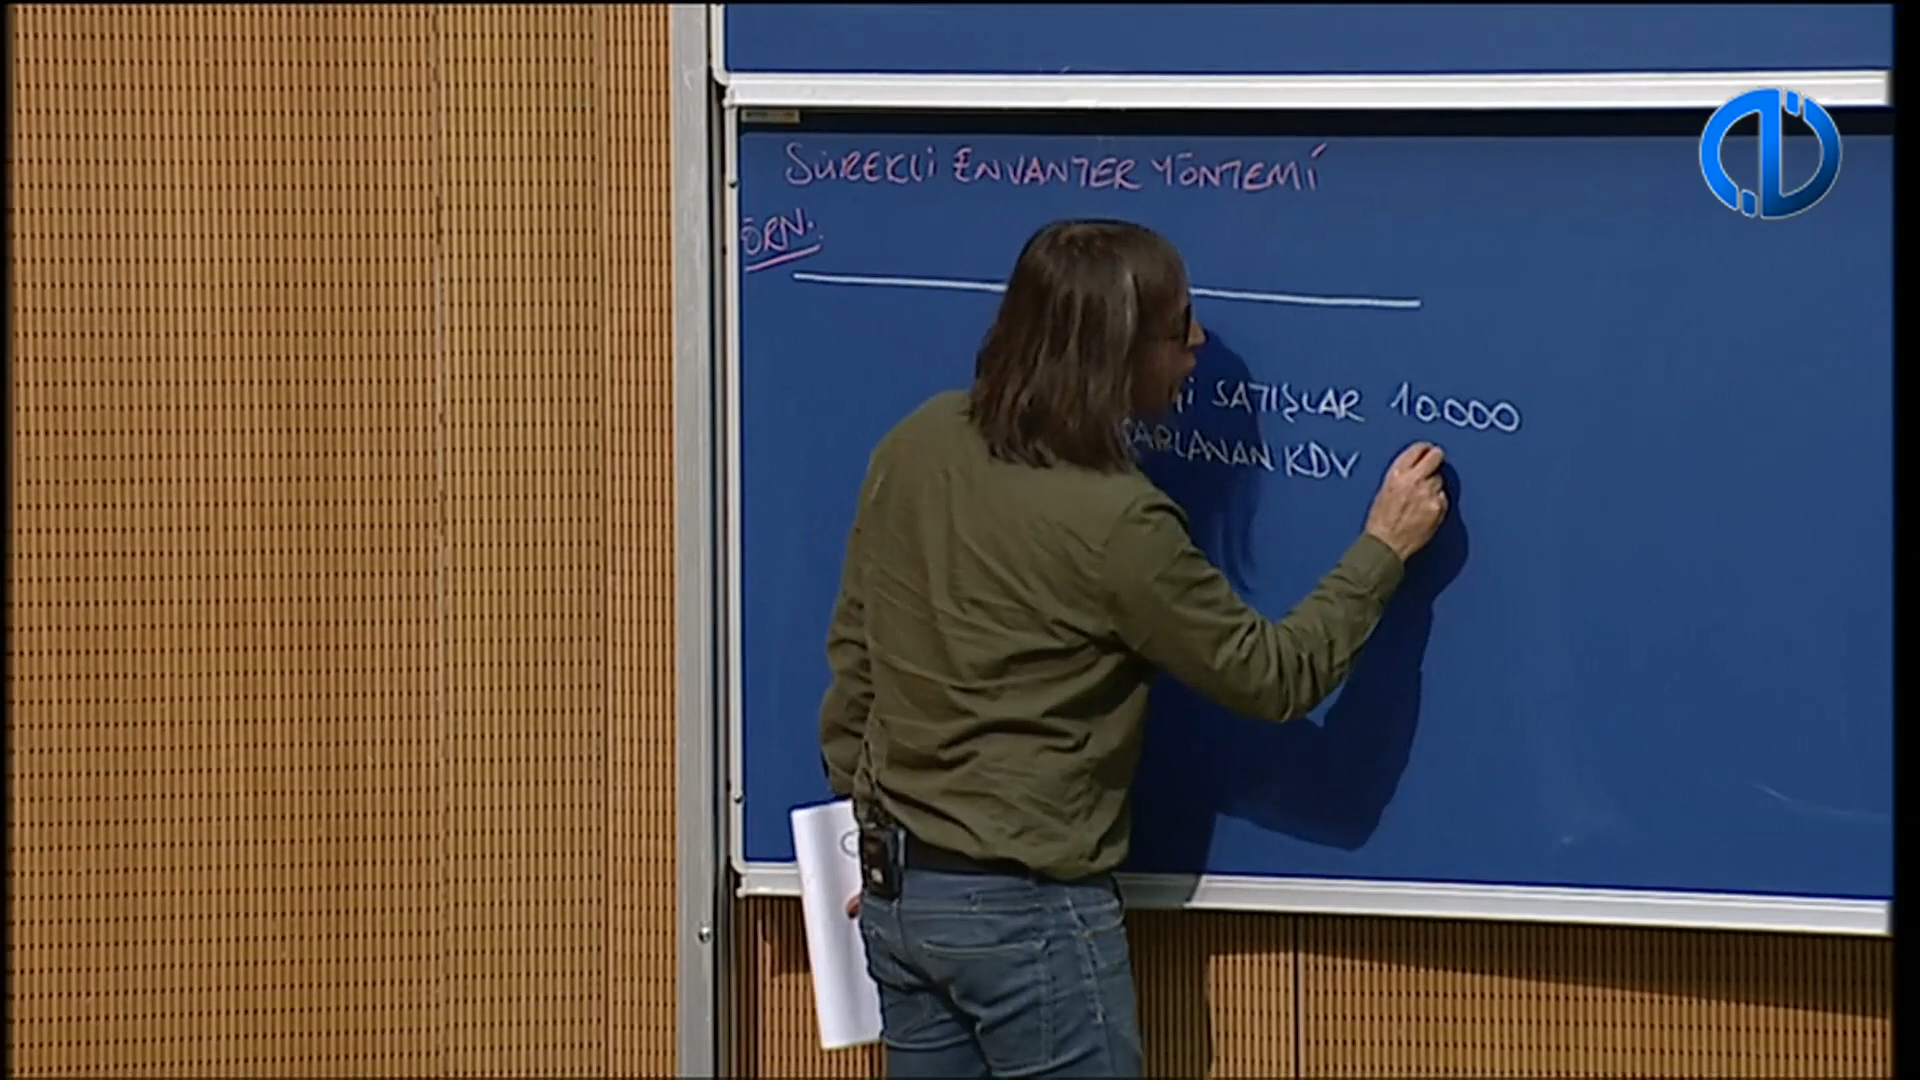 SÜREKLİ ENVANTER YÖNTEMİ
ÖRN.:
SATIŞLAR 10.000
KDV